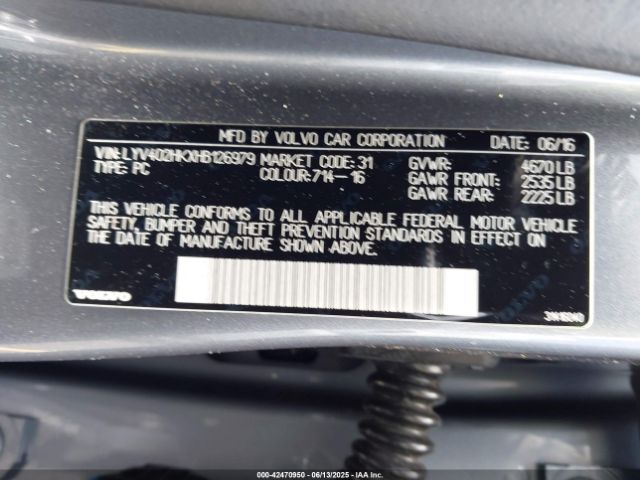 MFD BY VOLVO CAR CORPORATION DATE: 06/16
VIN: LYV402HKXHB126979 MARKET CODE: 31 GVWR: 4670 LB
TYPE: PC COLOUR: 714-16 GAWR FRONT: 2535 LB
GAWR REAR: 2225 LB
THIS VEHICLE CONFORMS TO ALL APPLICABLE FEDERAL MOTOR VEHICLE
SAFETY, BUMPER AND THEFT PREVENTION STANDARDS IN EFFECT ON
THE DATE OF MANUFACTURE SHOWN ABOVE.
VOLVO
000-42470950 - 06/13/2025 - IAA, Inc.